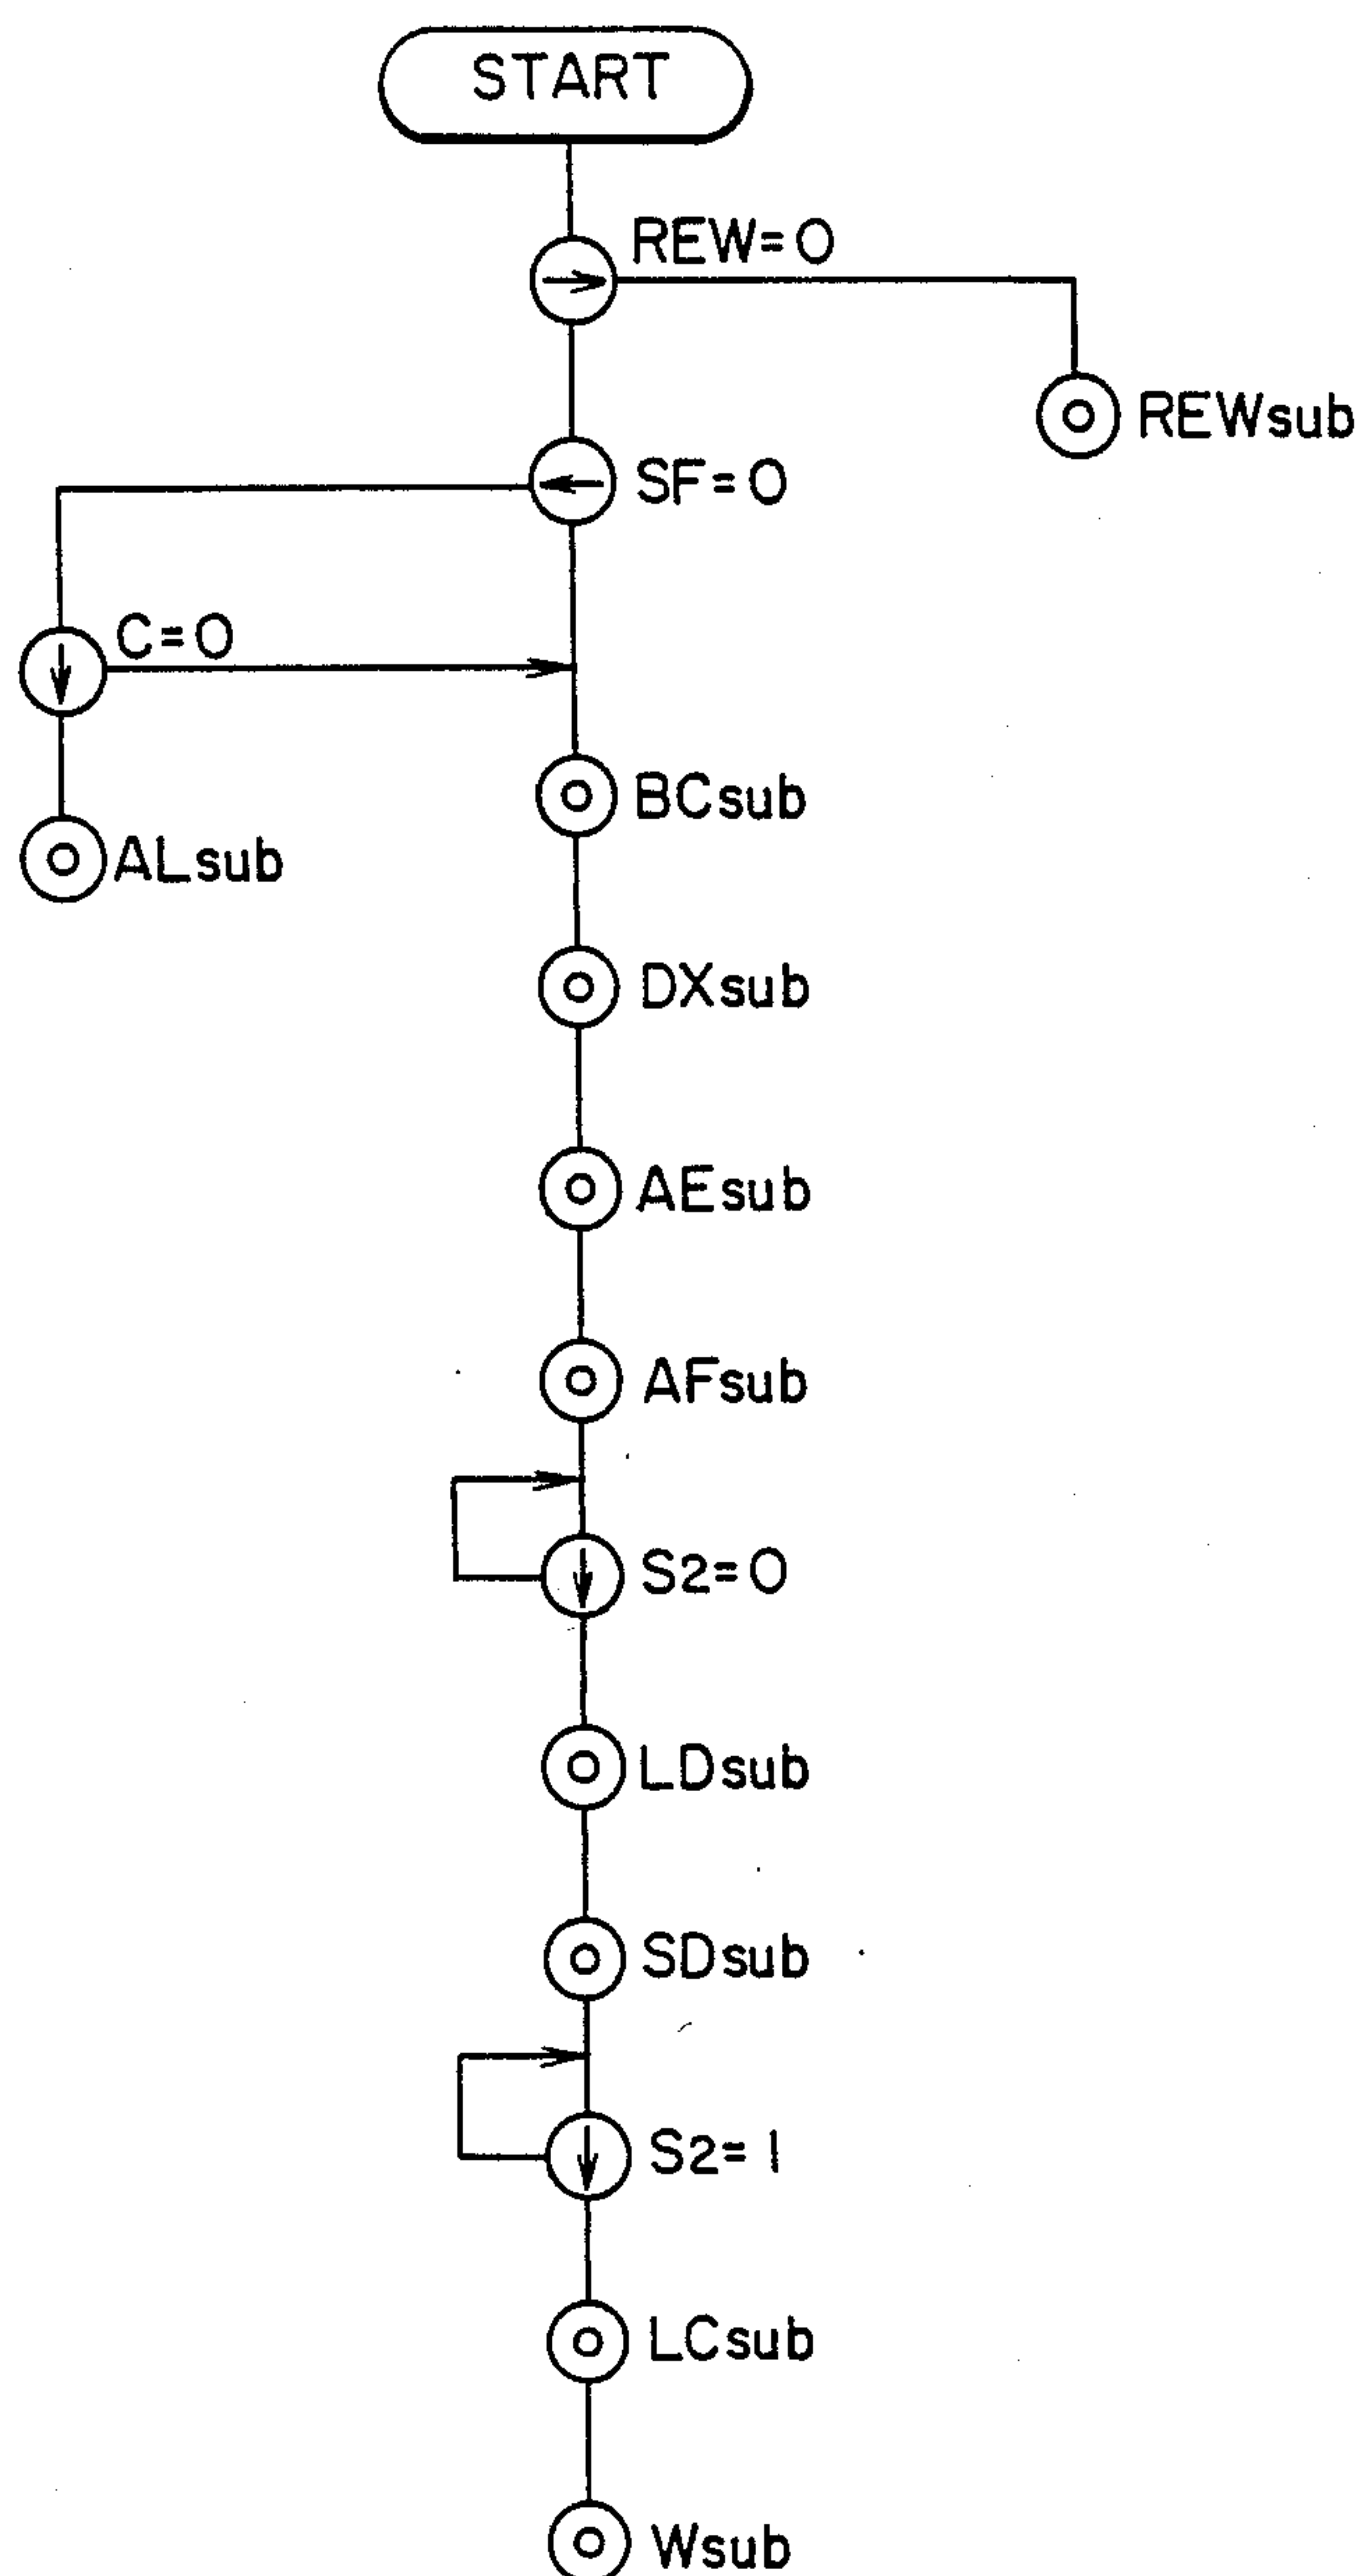 START
REW=0
REWsub
SF=0
C=0
BCsub
ALsub
DXsub
AEsub
AFsub
S2=0
LDsub
SDsub
S2=1
LCsub
Wsub